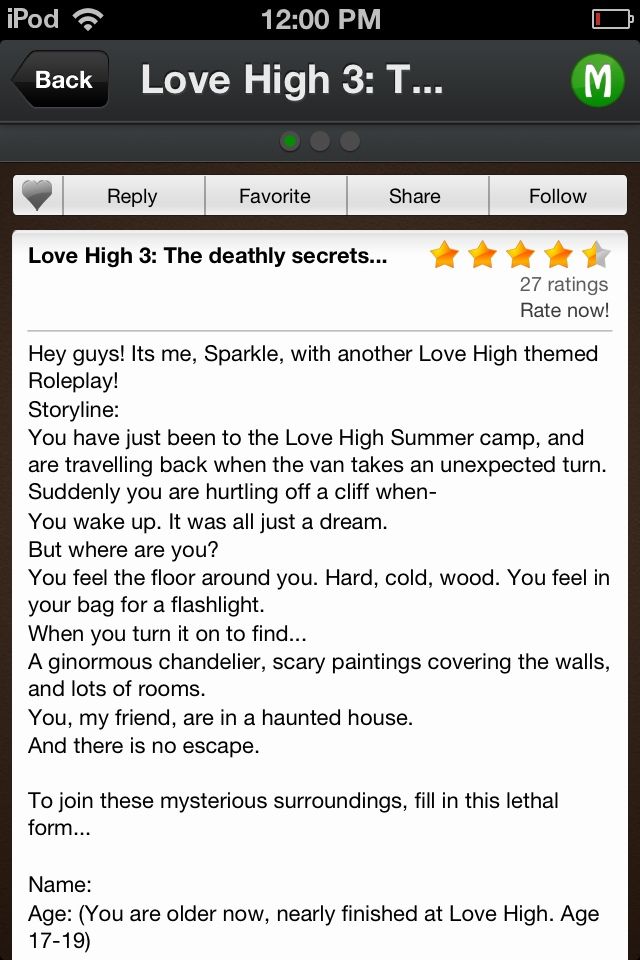 iPod 12:00 PM
Back Love High 3: T... M
Reply Favorite Share Follow
Love High 3: The deathly secrets...
27 ratings
Rate now!
Hey guys! Its me, Sparkle, with another Love High themed
Roleplay!
Storyline:
You have just been to the Love High Summer camp, and
are travelling back when the van takes an unexpected turn.
Suddenly you are hurtling off a cliff when-
You wake up. It was all just a dream.
But where are you?
You feel the floor around you. Hard, cold, wood. You feel in
your bag for a flashlight.
When you turn it on to find...
A ginormous chandelier, scary paintings covering the walls,
and lots of rooms.
You, my friend, are in a haunted house.
And there is no escape.
To join these mysterious surroundings, fill in this lethal
form...
Name:
Age: (You are older now, nearly finished at Love High. Age
17-19)